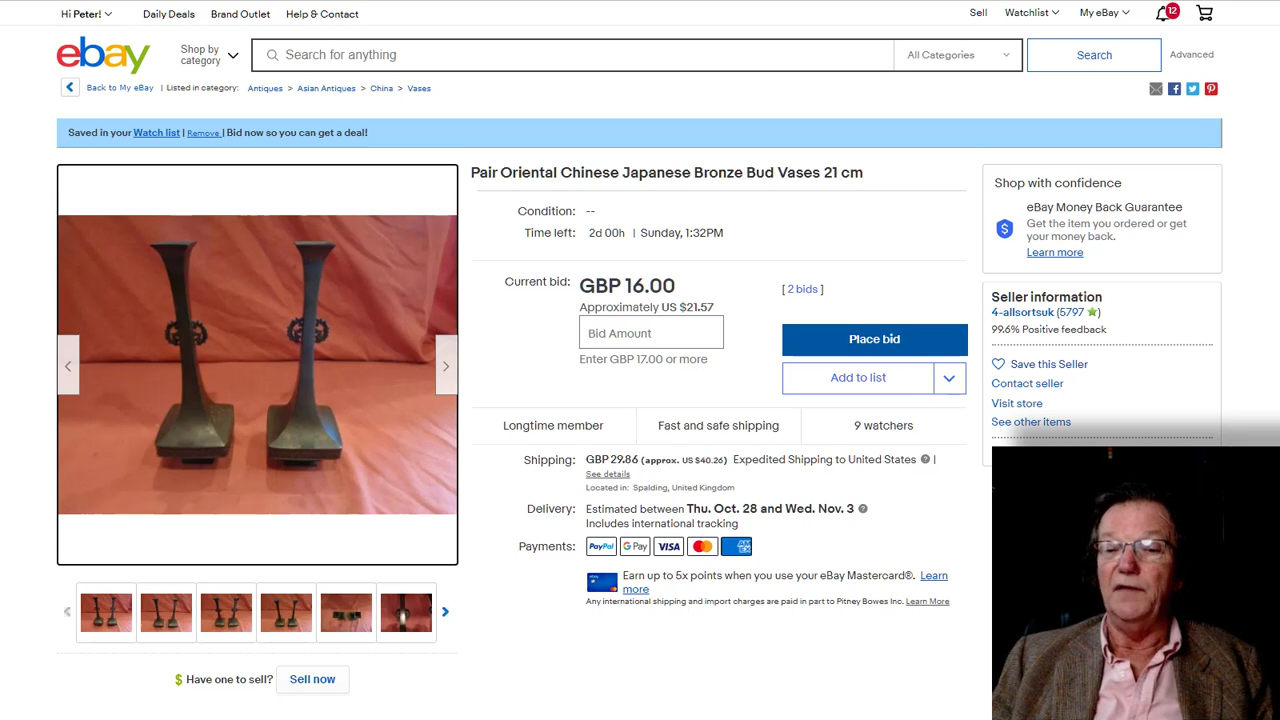 Hi Peter!
Daily Deals
Brand Outlet
Help & Contact
Sell
Watchlist
My eBay
12
ebay
Shop by category
Search for anything
All Categories
Search
Advanced
Back to My eBay | Listed in category: Antiques > Asian Antiques > China > Vases
Saved in your Watch list | Remove | Bid now so you can get a deal!
Pair Oriental Chinese Japanese Bronze Bud Vases 21 cm
Condition: --
Time left: 2d 00h | Sunday, 1:32PM
Current bid: GBP 16.00 [ 2 bids ]
Approximately US $21.57
Bid Amount
Place bid
Enter GBP 17.00 or more
Add to list
Longtime member
Fast and safe shipping
9 watchers
Shipping: GBP 29.86 (approx. US $40.26) Expedited Shipping to United States |
See details
Located in: Spalding, United Kingdom
Delivery: Estimated between Thu. Oct. 28 and Wed. Nov. 3
Includes international tracking
Payments: PayPal G Pay VISA
Earn up to 5x points when you use your eBay Mastercard®. Learn
more
Any international shipping and import charges are paid in part to Pitney Bowes Inc. Learn More
Shop with confidence
eBay Money Back Guarantee
Get the item you ordered or get
your money back.
Learn more
Seller information
4-allsortsuk (5797)
99.6% Positive feedback
Save this Seller
Contact seller
Visit store
See other items
$ Have one to sell? Sell now